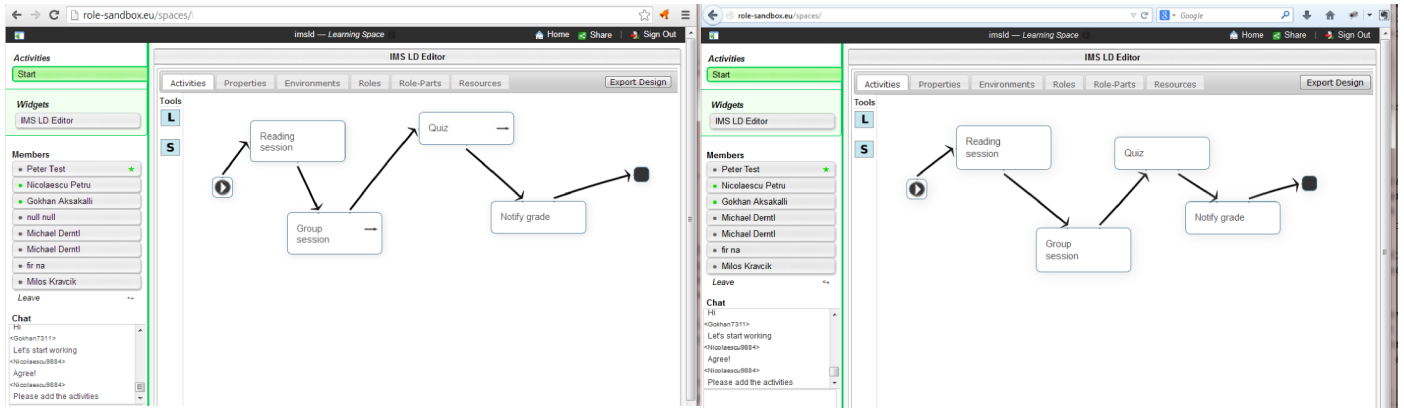 role-sandbox.eu/spaces/
imsld — Learning Space
Home Share | Sign Out
Activities
Start
Widgets
IMS LD Editor
Members
Peter Test
Nicolaescu Petru
Gokhan Aksakalli
null null
Michael Derntl
Michael Derntl
fir na
Milos Kravcik
Leave
Chat
Hi
<Gokhan7311>
Let's start working
<Nicolaescu9884>
Agree!
<Nicolaescu9884>
Please add the activities
IMS LD Editor
Activities Properties Environments Roles Role-Parts Resources Export Design
Tools
L
S
Reading
session
Quiz
Group
session
Notify grade
role-sandbox.eu/spaces/
Google
imsld — Learning Space
Home Share | Sign Out
Activities
Start
Widgets
IMS LD Editor
Members
Peter Test
Nicolaescu Petru
Gokhan Aksakalli
Michael Derntl
Michael Derntl
fir na
Milos Kravcik
Leave
Chat
Hi
<Gokhan7311>
Let's start working
<Nicolaescu9884>
Agree!
<Nicolaescu9884>
Please add the activities
IMS LD Editor
Activities Properties Environments Roles Role-Parts Resources Export Design
Tools
L
S
Reading
session
Quiz
Group
session
Notify grade